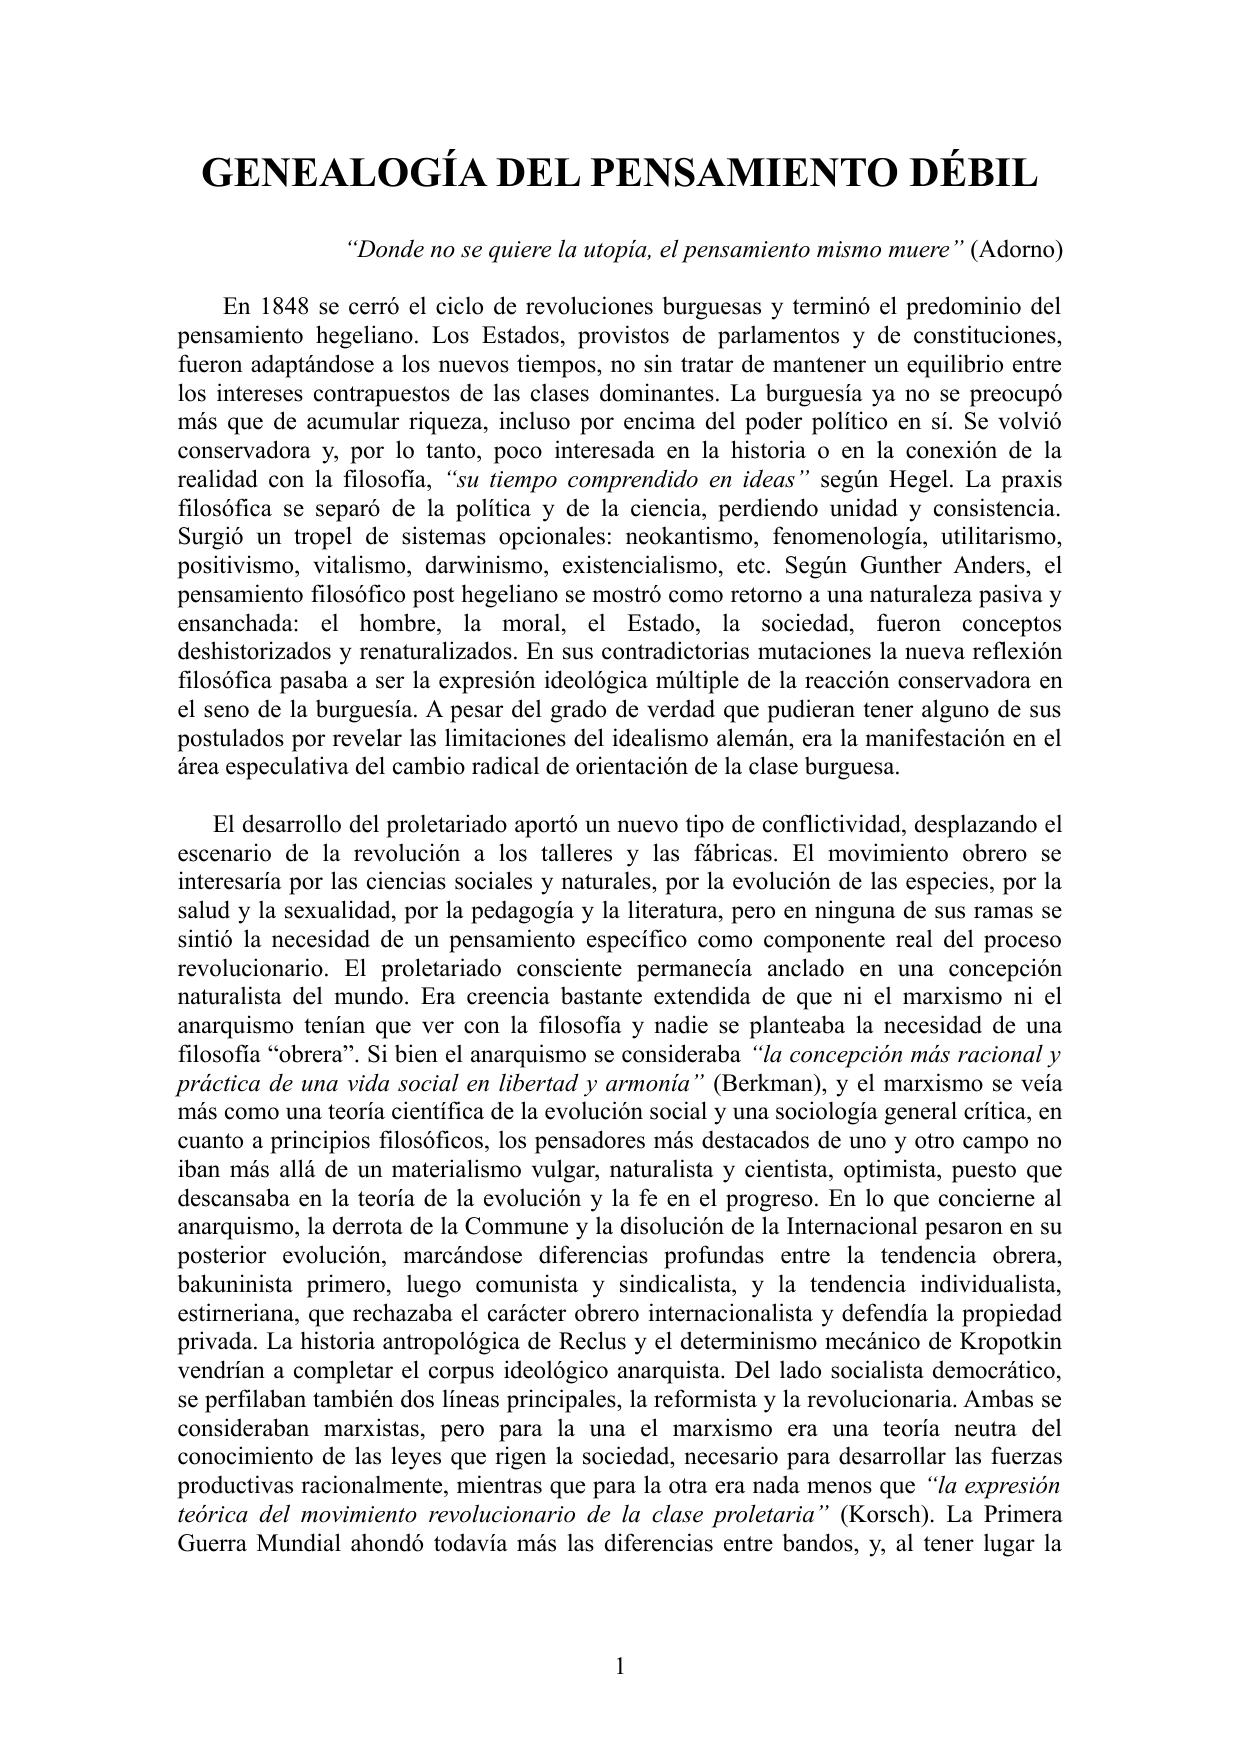 GENEALOGÍA DEL PENSAMIENTO DÉBIL
“Donde no se quiere la utopía, el pensamiento mismo muere” (Adorno)
En 1848 se cerró el ciclo de revoluciones burguesas y terminó el predominio del
pensamiento hegeliano. Los Estados, provistos de parlamentos y de constituciones,
fueron adaptándose a los nuevos tiempos, no sin tratar de mantener un equilibrio entre
los intereses contrapuestos de las clases dominantes. La burguesía ya no se preocupó
más que de acumular riqueza, incluso por encima del poder político en sí. Se volvió
conservadora y, por lo tanto, poco interesada en la historia o en la conexión de la
realidad con la filosofía, “su tiempo comprendido en ideas” según Hegel. La praxis
filosófica se separó de la política y de la ciencia, perdiendo unidad y consistencia.
Surgió un tropel de sistemas opcionales: neokantismo, fenomenología, utilitarismo,
positivismo, vitalismo, darwinismo, existencialismo, etc. Según Gunther Anders, el
pensamiento filosófico post hegeliano se mostró como retorno a una naturaleza pasiva y
ensanchada: el hombre, la moral, el Estado, la sociedad, fueron conceptos
deshistorizados y renaturalizados. En sus contradictorias mutaciones la nueva reflexión
filosófica pasaba a ser la expresión ideológica múltiple de la reacción conservadora en
el seno de la burguesía. A pesar del grado de verdad que pudieran tener alguno de sus
postulados por revelar las limitaciones del idealismo alemán, era la manifestación en el
área especulativa del cambio radical de orientación de la clase burguesa.
El desarrollo del proletariado aportó un nuevo tipo de conflictividad, desplazando el
escenario de la revolución a los talleres y las fábricas. El movimiento obrero se
interesaría por las ciencias sociales y naturales, por la evolución de las especies, por la
salud y la sexualidad, por la pedagogía y la literatura, pero en ninguna de sus ramas se
sintió la necesidad de un pensamiento específico como componente real del proceso
revolucionario. El proletariado consciente permanecía anclado en una concepción
naturalista del mundo. Era creencia bastante extendida de que ni el marxismo ni el
anarquismo tenían que ver con la filosofía y nadie se planteaba la necesidad de una
filosofía “obrera”. Si bien el anarquismo se consideraba “la concepción más racional y
práctica de una vida social en libertad y armonía” (Berkman), y el marxismo se veía
más como una teoría científica de la evolución social y una sociología general crítica, en
cuanto a principios filosóficos, los pensadores más destacados de uno y otro campo no
iban más allá de un materialismo vulgar, naturalista y cientista, optimista, puesto que
descansaba en la teoría de la evolución y la fe en el progreso. En lo que concierne al
anarquismo, la derrota de la Commune y la disolución de la Internacional pesaron en su
posterior evolución, marcándose diferencias profundas entre la tendencia obrera,
bakuninista primero, luego comunista y sindicalista, y la tendencia individualista,
estirneriana, que rechazaba el carácter obrero internacionalista y defendía la propiedad
privada. La historia antropológica de Reclus y el determinismo mecánico de Kropotkin
vendrían a completar el corpus ideológico anarquista. Del lado socialista democrático,
se perfilaban también dos líneas principales, la reformista y la revolucionaria. Ambas se
consideraban marxistas, pero para la una el marxismo era una teoría neutra del
conocimiento de las leyes que rigen la sociedad, necesario para desarrollar las fuerzas
productivas racionalmente, mientras que para la otra era nada menos que “la expresión
teórica del movimiento revolucionario de la clase proletaria” (Korsch). La Primera
Guerra Mundial ahondó todavía más las diferencias entre bandos, y, al tener lugar la
1